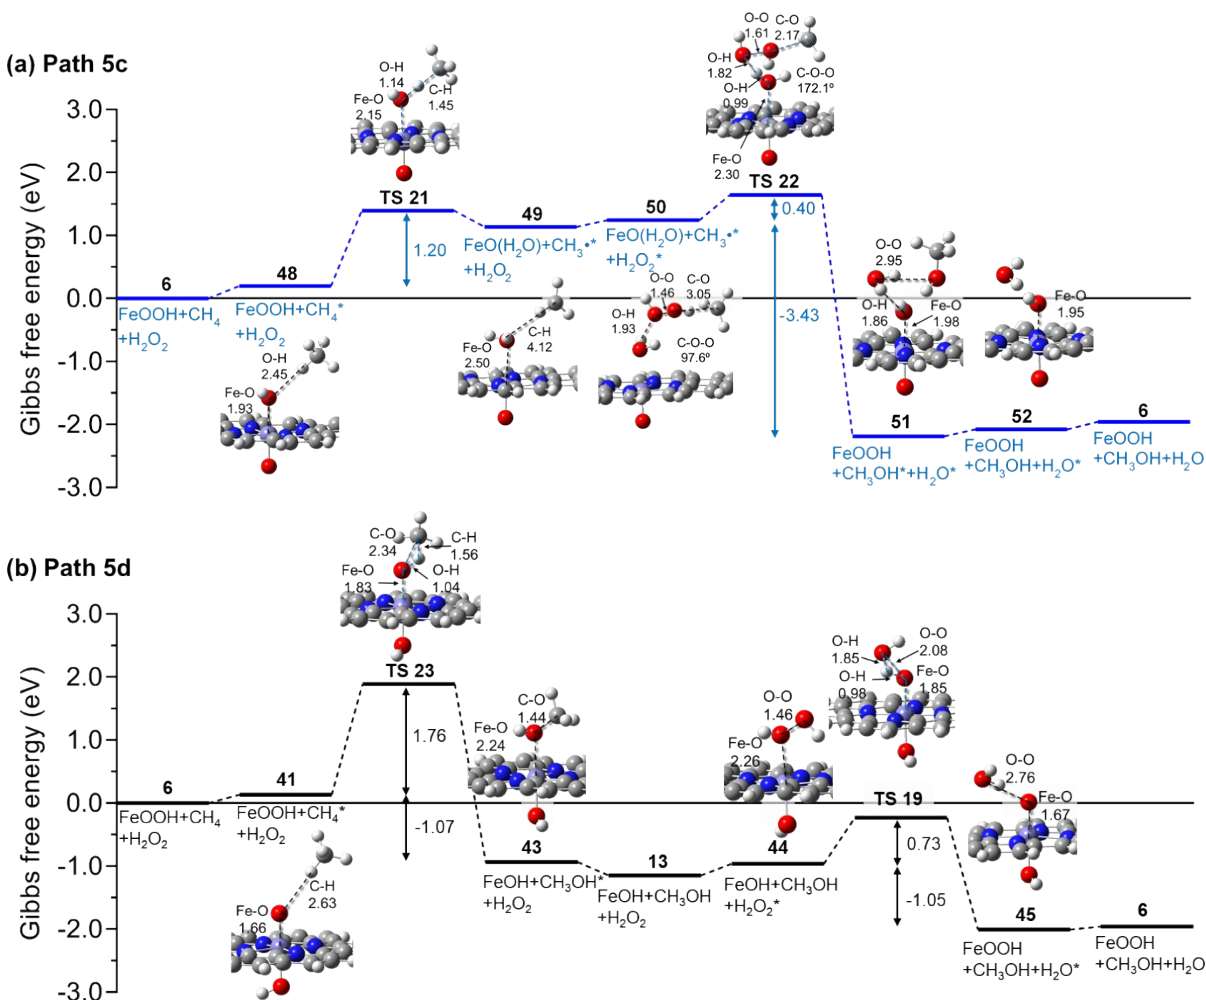 (a) Path 5c
Gibbs free energy (eV)
3.0
2.0
1.0
0.0
-1.0
-2.0
-3.0
6
FeOOH+CH₄
+H₂O₂
48
FeOOH+CH₄*
+H₂O₂
O-H
2.45
Fe-O
1.93
O-H
1.14
C-H
1.45
Fe-O
2.15
TS 21
1.20
49
FeO(H₂O)+CH₃•*
+H₂O₂
C-H
4.12
Fe-O
2.50
50
FeO(H₂O)+CH₃•*
+H₂O₂*
O-O
1.46
C-O
3.05
O-H
1.93
C-O-O
97.6º
O-O
1.61
C-O
2.17
O-H
1.82
O-H
0.99
C-O-O
172.1º
Fe-O
2.30
TS 22
0.40
-3.43
O-O
2.95
O-H
1.86
Fe-O
1.98
51
FeOOH
+CH₃OH*+H₂O*
Fe-O
1.95
52
FeOOH
+CH₃OH+H₂O*
6
FeOOH
+CH₃OH+H₂O
(b) Path 5d
Gibbs free energy (eV)
3.0
2.0
1.0
0.0
-1.0
-2.0
-3.0
6
FeOOH+CH₄
+H₂O₂
41
FeOOH+CH₄*
+H₂O₂
C-H
2.63
Fe-O
1.66
C-O
2.34
C-H
1.56
Fe-O
1.83
O-H
1.04
TS 23
1.76
-1.07
C-O
1.44
Fe-O
2.24
43
FeOH+CH₃OH*
+H₂O₂
13
FeOH+CH₃OH
+H₂O₂
O-O
1.46
Fe-O
2.26
44
FeOH+CH₃OH
+H₂O₂*
O-H
1.85
O-O
2.08
O-H
0.98
Fe-O
1.85
TS 19
0.73
-1.05
O-O
2.76
Fe-O
1.67
45
FeOOH
+CH₃OH+H₂O*
6
FeOOH
+CH₃OH+H₂O